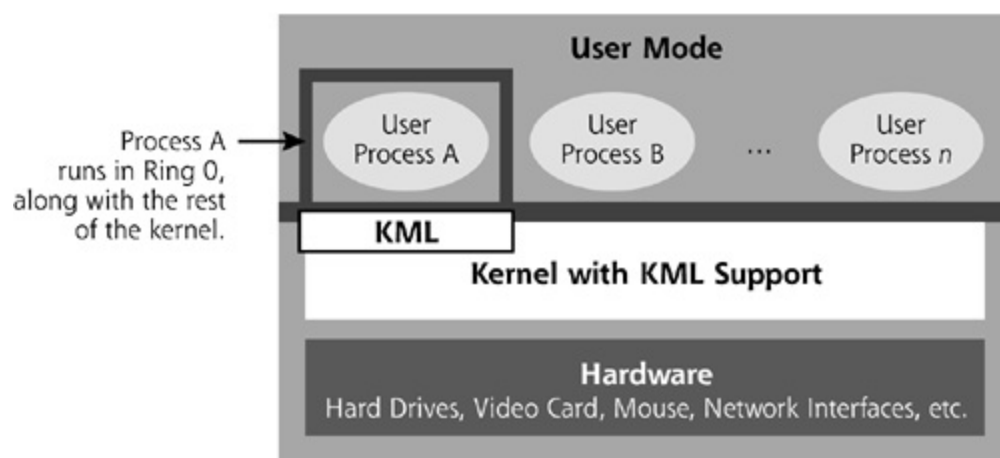 User Mode
User
Process A
User
Process B
...
User
Process n
Process A
runs in Ring 0,
along with the rest
of the kernel.
KML
Kernel with KML Support
Hardware
Hard Drives, Video Card, Mouse, Network Interfaces, etc.